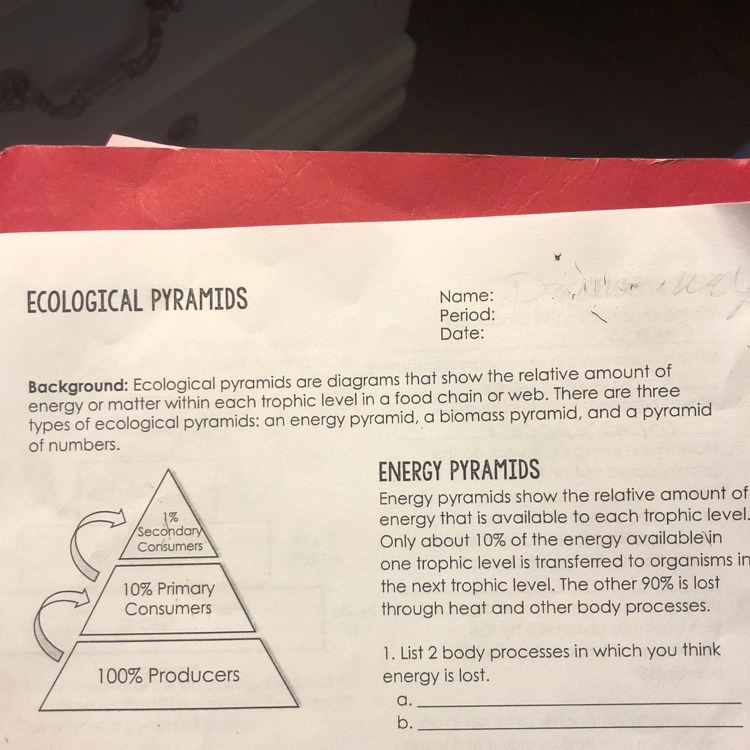 ECOLOGICAL PYRAMIDS
Name:
Period:
Date:
Background: Ecological pyramids are diagrams that show the relative amount of
energy or matter within each trophic level in a food chain or web. There are three
types of ecological pyramids: an energy pyramid, a biomass pyramid, and a pyramid
of numbers.
1%
Secondary
Consumers
10% Primary
Consumers
100% Producers
ENERGY PYRAMIDS
Energy pyramids show the relative amount of
energy that is available to each trophic level.
Only about 10% of the energy available in
one trophic level is transferred to organisms in
the next trophic level. The other 90% is lost
through heat and other body processes.
1. List 2 body processes in which you think
energy is lost.
a.
b.